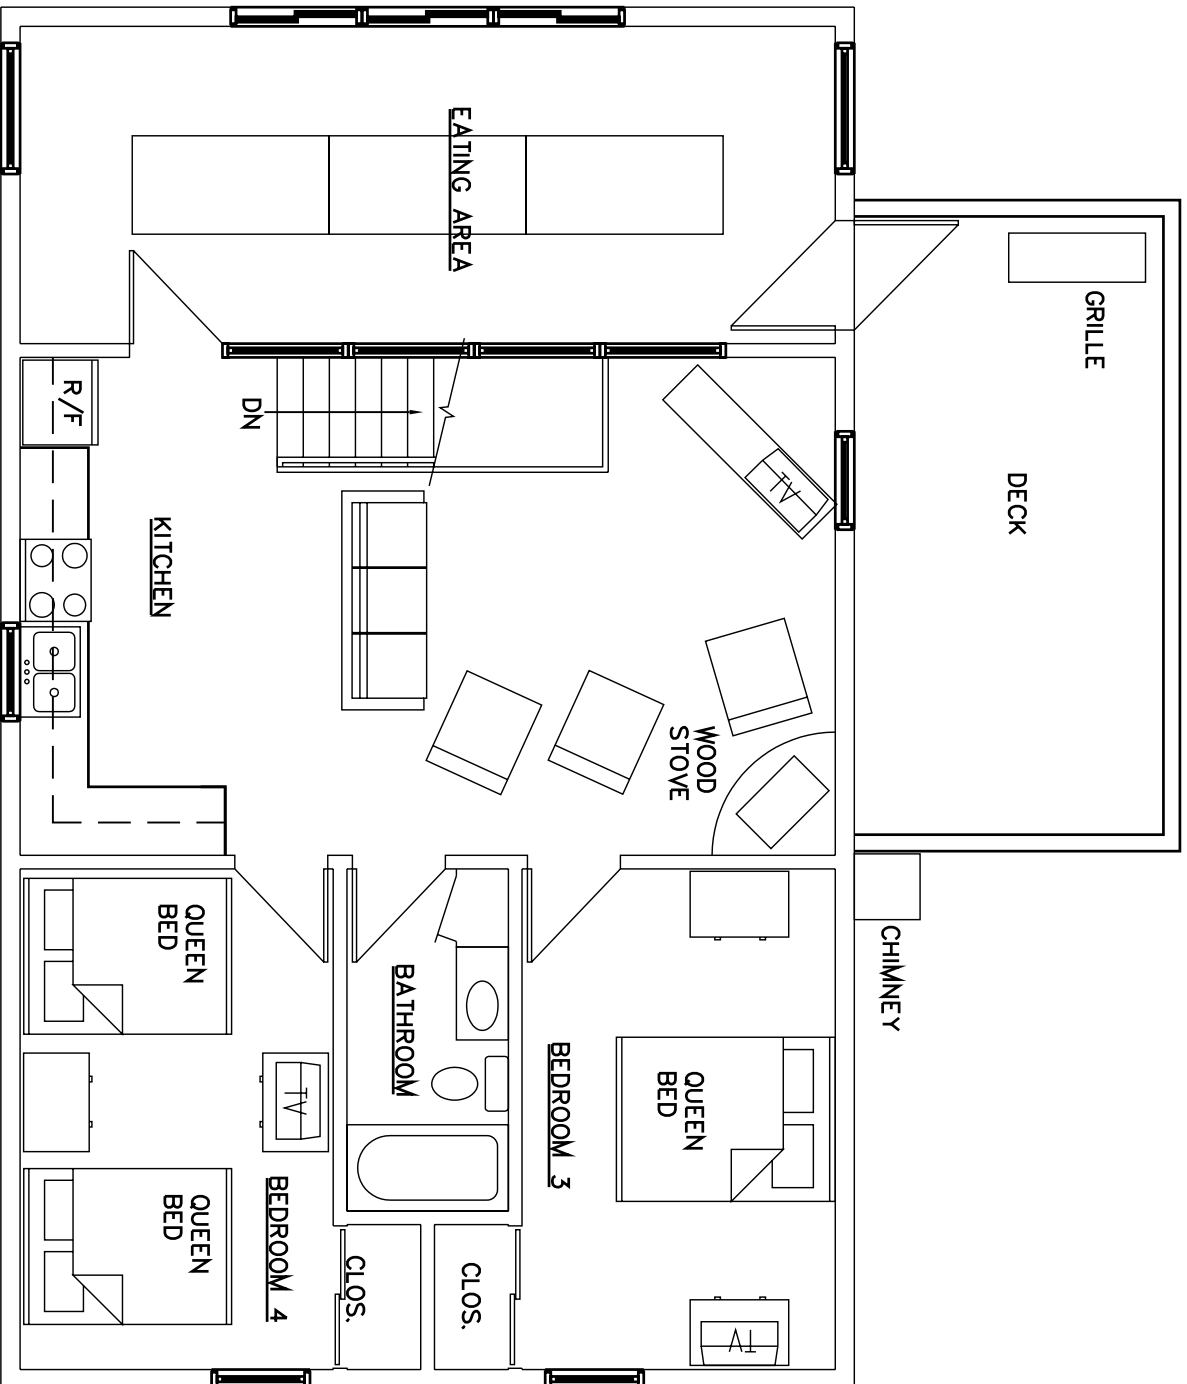 EATING AREA
GRILLE
R/F
DN
TV
DECK
KITCHEN
WOOD
STOVE
QUEEN
BED
BATHROOM
CHIMNEY
BEDROOM 3
QUEEN
BED
TV
BEDROOM 4
QUEEN
BED
CLOS.
CLOS.
TV